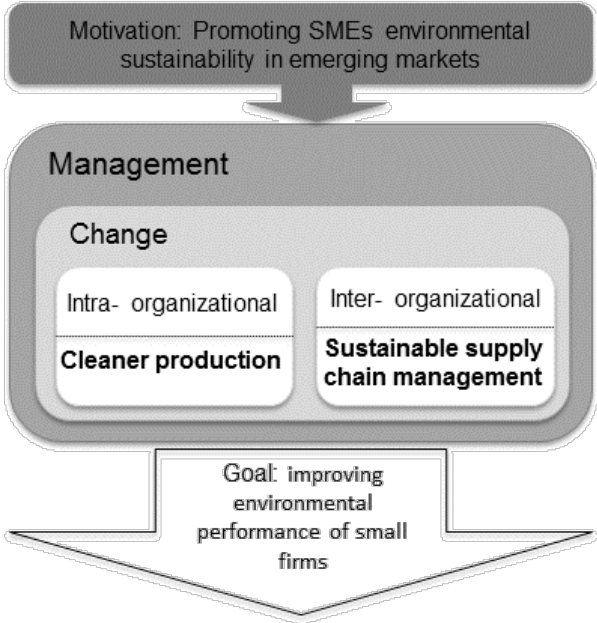 Motivation: Promoting SMEs environmental
sustainability in emerging markets
Management
Change
Intra- organizational
Cleaner production
Inter- organizational
Sustainable supply
chain management
Goal: improving
environmental
performance of small
firms